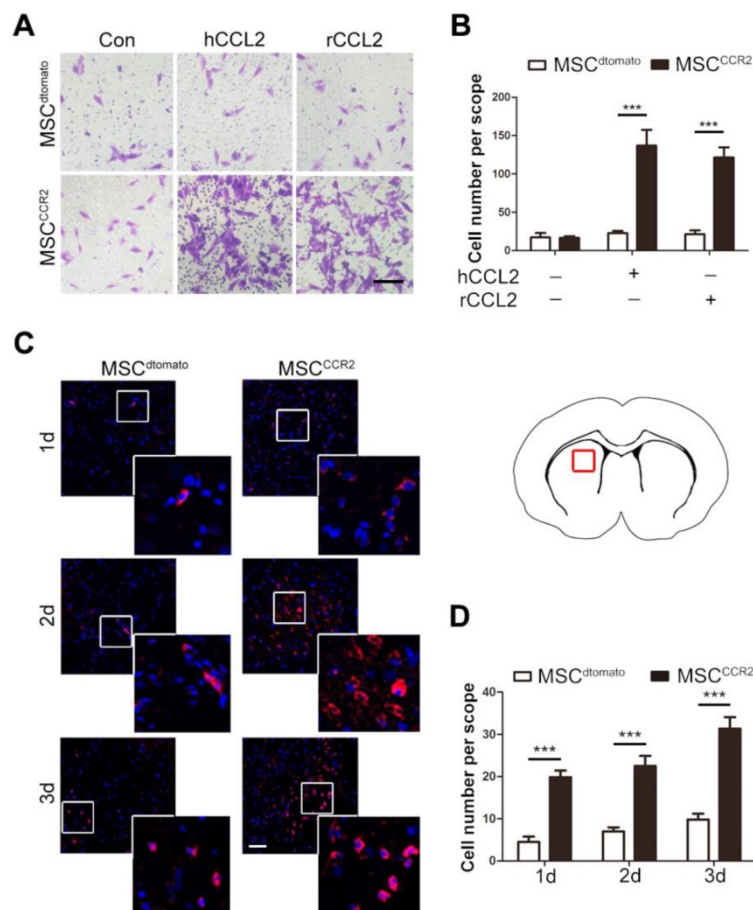 A
Con hCCL2 rCCL2
MSCdtomato
MSCCCR2
B
MSCdtomato MSCCCR2
Cell number per scope
200
150
100
50
0
*** ***
hCCL2 – + –
rCCL2 – – +
C
MSCdtomato MSCCCR2
1d
2d
3d
D
MSCdtomato MSCCCR2
Cell number per scope
40
30
20
10
0
*** *** ***
1d 2d 3d